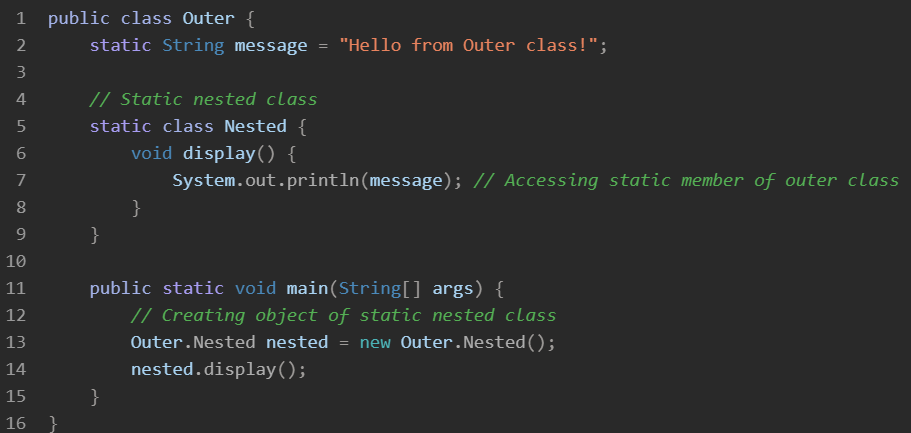 1 public class Outer {
2     static String message = "Hello from Outer class!";
3
4     // Static nested class
5     static class Nested {
6         void display() {
7             System.out.println(message); // Accessing static member of outer class
8         }
9     }
10
11     public static void main(String[] args) {
12         // Creating object of static nested class
13         Outer.Nested nested = new Outer.Nested();
14         nested.display();
15     }
16 }